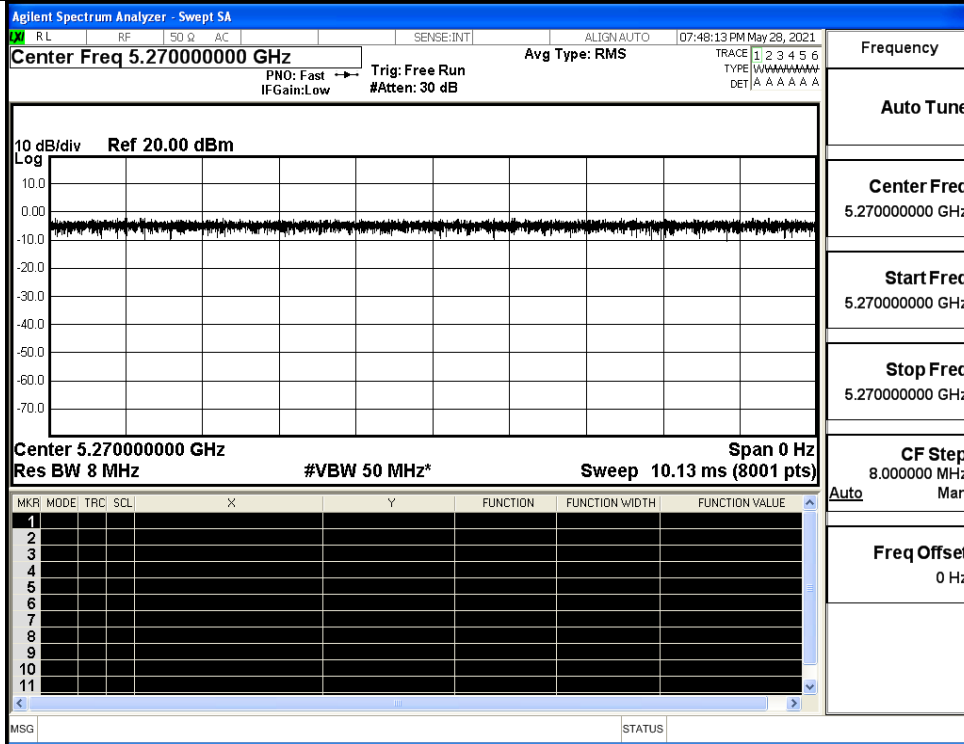 Agilent Spectrum Analyzer - Swept SA
LXI RL RF 50 Ω AC SENSE:INT ALIGN AUTO 07:48:13 PM May 28, 2021
Center Freq 5.270000000 GHz
PNO: Fast
IFGain:Low
Trig: Free Run
#Atten: 30 dB
Avg Type: RMS
TRACE 1 2 3 4 5 6
TYPE WWWWWW
DET A A A A A A
10 dB/div Ref 20.00 dBm
Log
10.0
0.00
-10.0
-20.0
-30.0
-40.0
-50.0
-60.0
-70.0
Center 5.270000000 GHz Span 0 Hz
Res BW 8 MHz #VBW 50 MHz* Sweep 10.13 ms (8001 pts)
MKR MODE TRC SCL X Y FUNCTION FUNCTION WIDTH FUNCTION VALUE
1
2
3
4
5
6
7
8
9
10
11
MSG STATUS
Frequency
Auto Tune
Center Freq
5.270000000 GHz
Start Freq
5.270000000 GHz
Stop Freq
5.270000000 GHz
CF Step
8.000000 MHz
Auto Man
Freq Offset
0 Hz